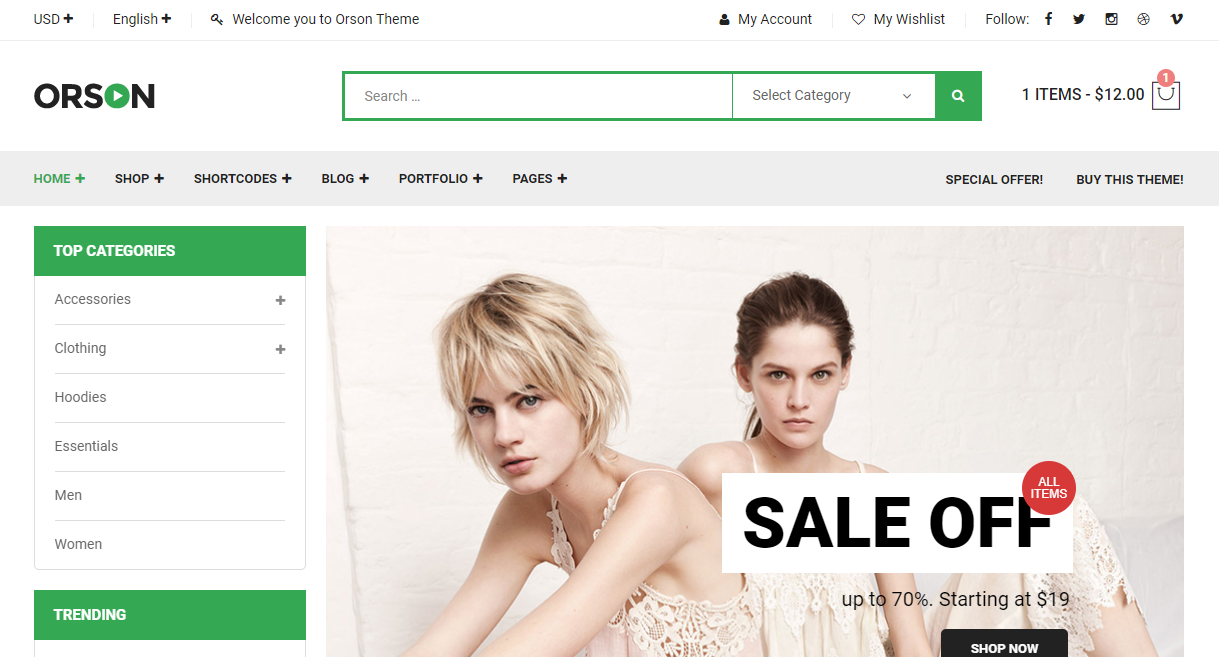 USD English Welcome you to Orson Theme My Account My Wishlist Follow:
ORSON
Search ... Select Category
1 ITEMS - $12.00
1
HOME SHOP SHORTCODES BLOG PORTFOLIO PAGES SPECIAL OFFER! BUY THIS THEME!
TOP CATEGORIES
Accessories
Clothing
Hoodies
Essentials
Men
Women
TRENDING
ALL
ITEMS
SALE OFF
up to 70%. Starting at $19
SHOP NOW